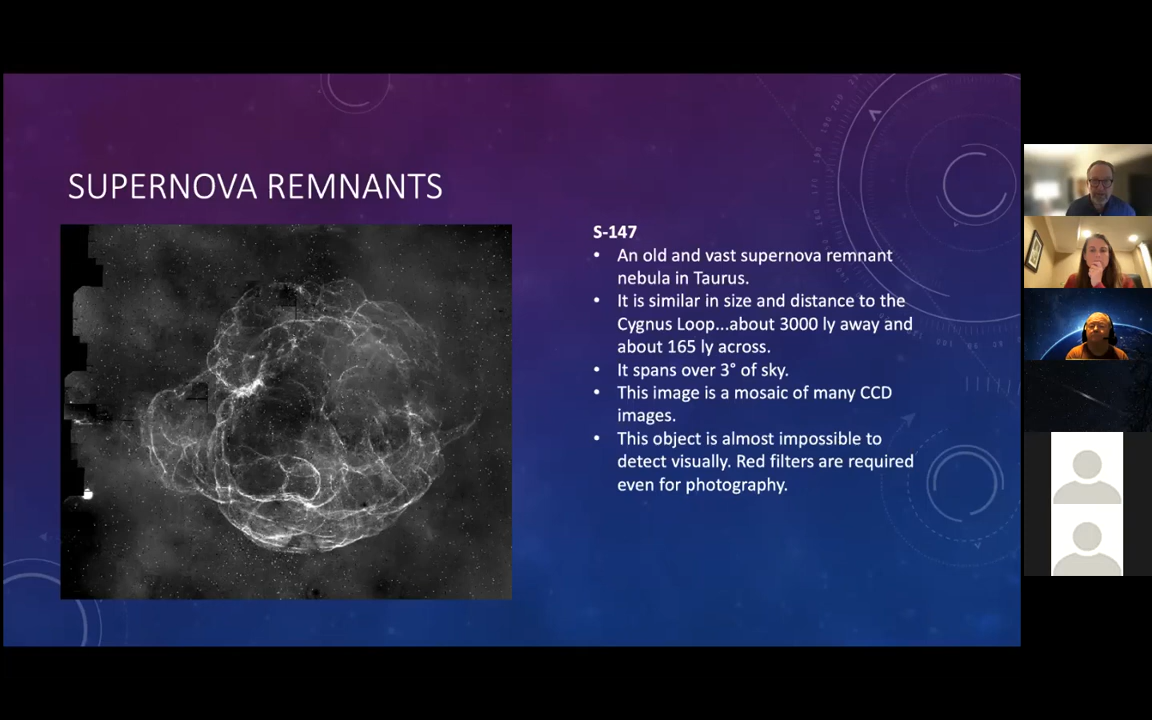 SUPERNOVA REMNANTS
S-147
• An old and vast supernova remnant
nebula in Taurus.
• It is similar in size and distance to the
Cygnus Loop...about 3000 ly away and
about 165 ly across.
• It spans over 3° of sky.
• This image is a mosaic of many CCD
images.
• This object is almost impossible to
detect visually. Red filters are required
even for photography.